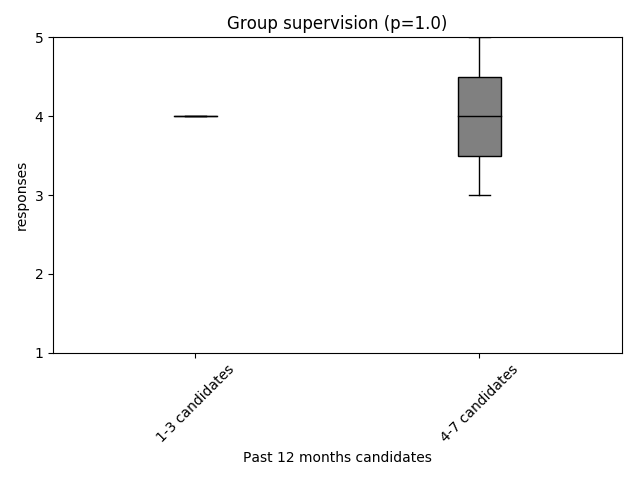 Group supervision (p=1.0)
5
4
3
2
1
responses
1-3 candidates
4-7 candidates
Past 12 months candidates